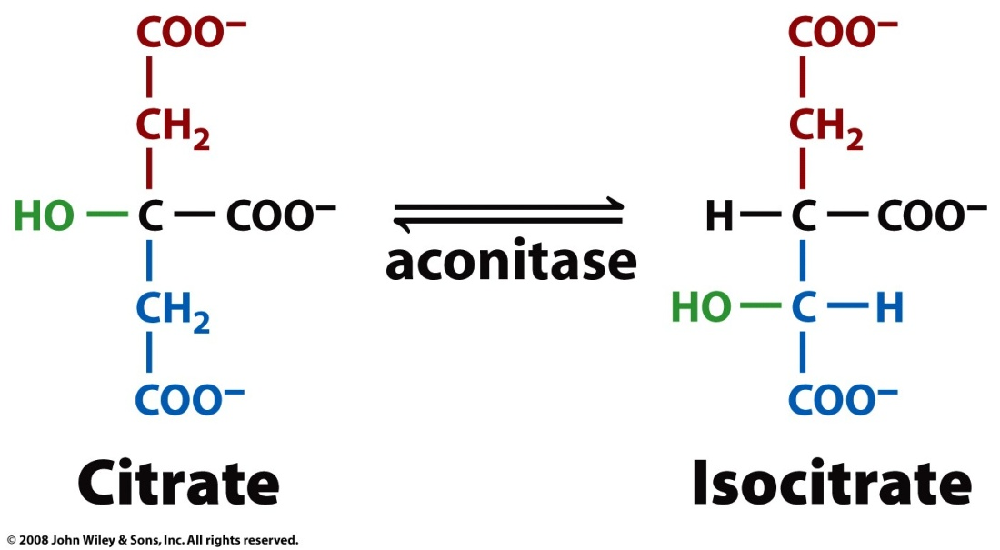 COO⁻ COO⁻
CH₂ CH₂
HO C COO⁻ H C COO⁻
aconitase
CH₂ HO C H
COO⁻ COO⁻
Citrate Isocitrate
© 2008 John Wiley & Sons, Inc. All rights reserved.